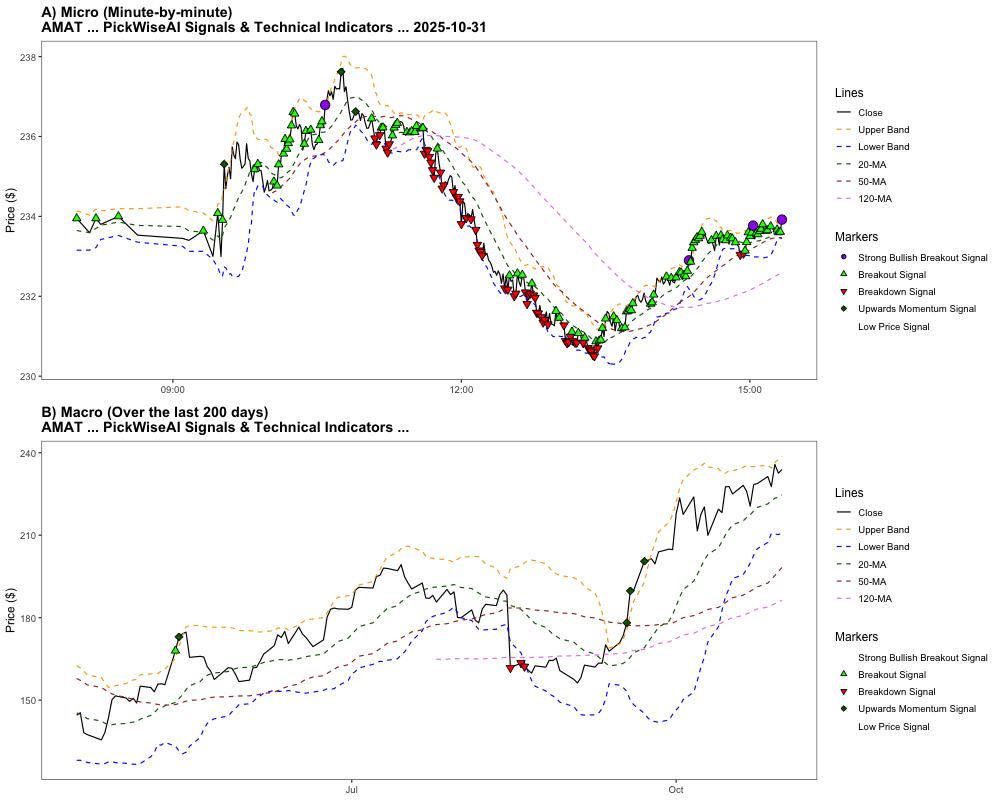 A) Micro (Minute-by-minute)
AMAT ... PickWiseAI Signals & Technical Indicators ... 2025-10-31
238
236
234
232
230
Price ($)
09:00
12:00
15:00
Lines
Close
Upper Band
Lower Band
20-MA
50-MA
120-MA
Markers
Strong Bullish Breakout Signal
Breakout Signal
Breakdown Signal
Upwards Momentum Signal
Low Price Signal
B) Macro (Over the last 200 days)
AMAT ... PickWiseAI Signals & Technical Indicators ...
240
210
180
150
Price ($)
Jul
Oct
Lines
Close
Upper Band
Lower Band
20-MA
50-MA
120-MA
Markers
Strong Bullish Breakout Signal
Breakout Signal
Breakdown Signal
Upwards Momentum Signal
Low Price Signal